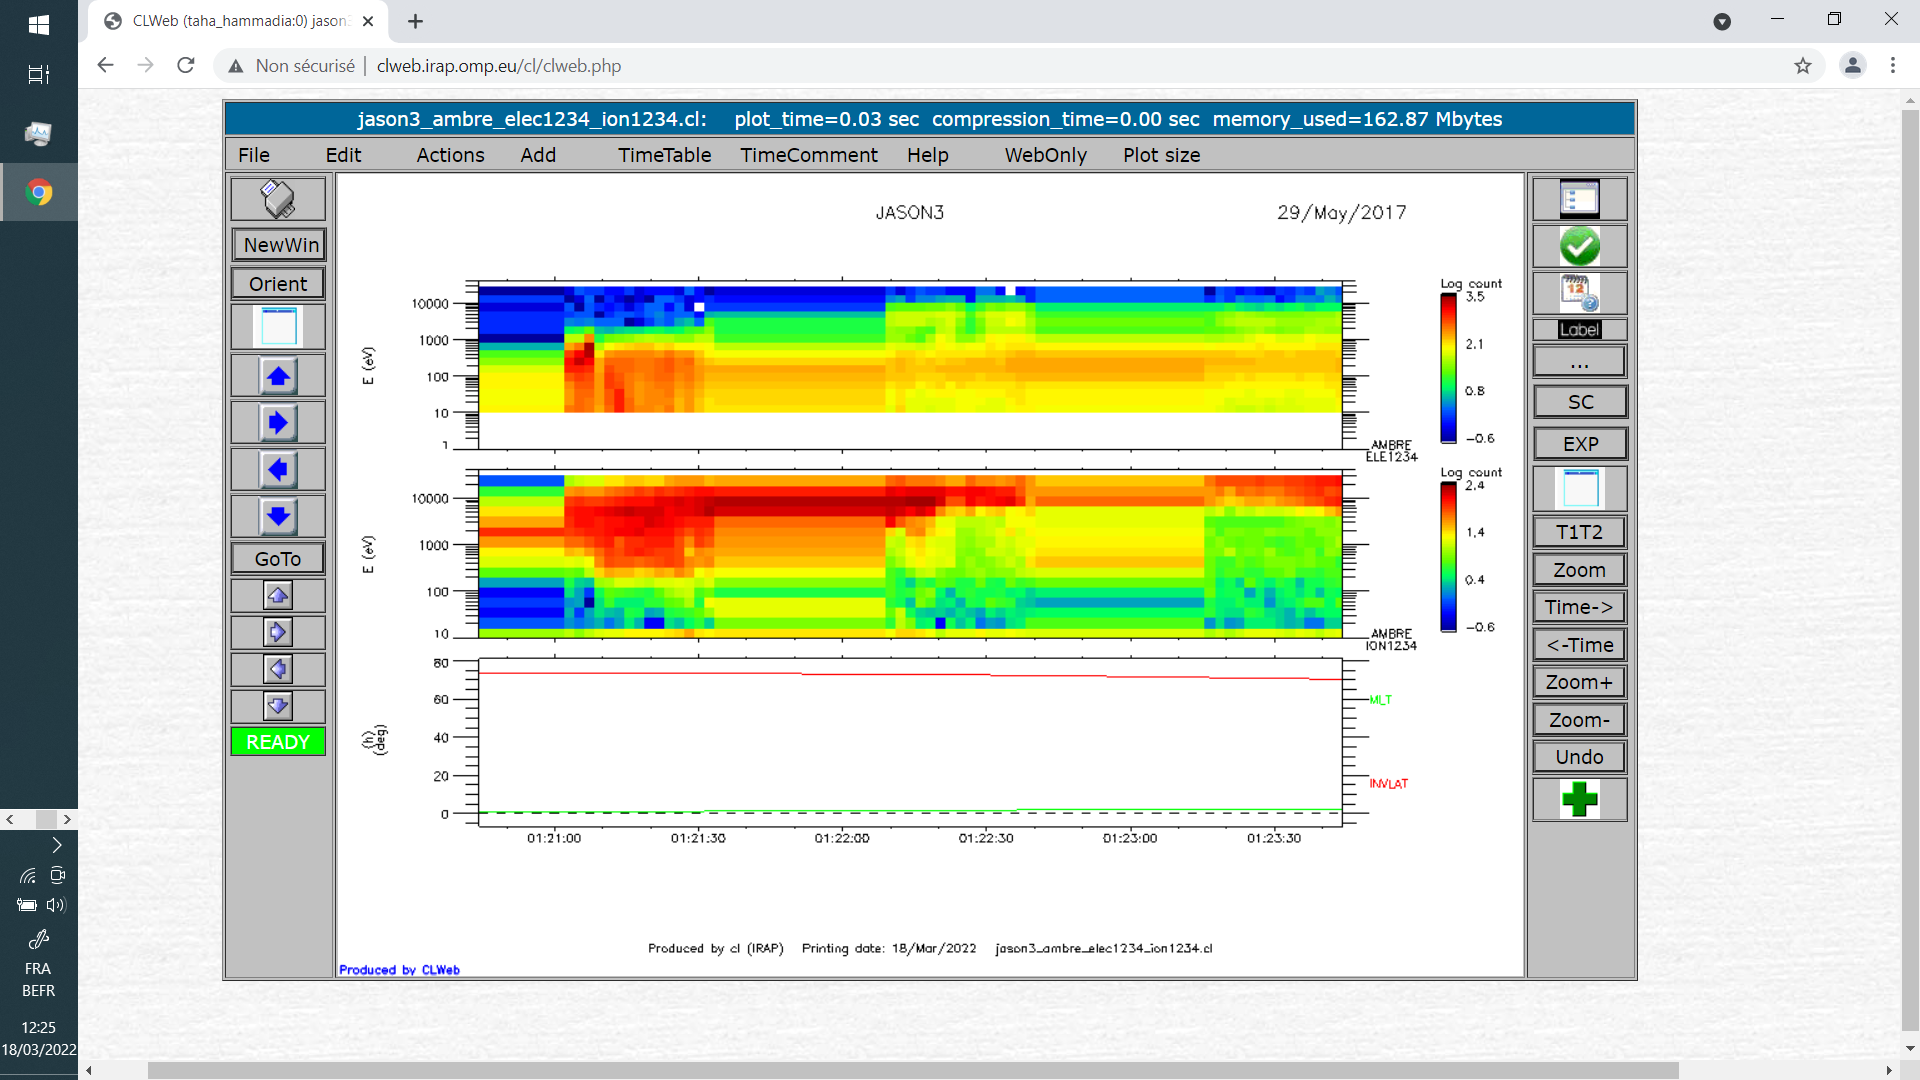 CLWeb (taha_hammadia:0) jason3
Non sécurisé | clweb.irap.omp.eu/cl/clweb.php
jason3_ambre_elec1234_ion1234.cl: plot_time=0.03 sec compression_time=0.00 sec memory_used=162.87 Mbytes
File Edit Actions Add TimeTable TimeComment Help WebOnly Plot size
NewWin
Orient
GoTo
READY
JASON3 29/May/2017
E (eV)
10000
1000
100
10
1
Log count
3.5
2.1
0.8
-0.6
AMBRE
ELE1234
E (eV)
10000
1000
100
10
Log count
2.4
1.4
0.4
-0.6
AMBRE
ION1234
(h)
(deg)
80
60
40
20
0
MLT
INVLAT
01:21:00 01:21:30 01:22:00 01:22:30 01:23:00 01:23:30
Produced by cl (IRAP) Printing date: 18/Mar/2022 jason3_ambre_elec1234_ion1234.cl
Produced by CLWeb
12
Label
...
SC
EXP
T1T2
Zoom
Time->
<-Time
Zoom+
Zoom-
Undo
FRA
BEFR
12:25
18/03/2022